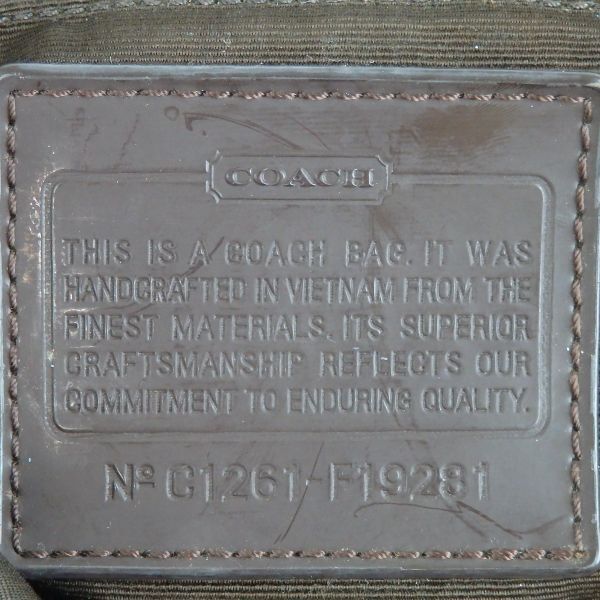 COACH
THIS IS A COACH BAG. IT WAS
HANDCRAFTED IN VIETNAM FROM THE
FINEST MATERIALS. ITS SUPERIOR
CRAFTSMANSHIP REFLECTS OUR
COMMITMENT TO ENDURING QUALITY.
Nº C1261-F19281